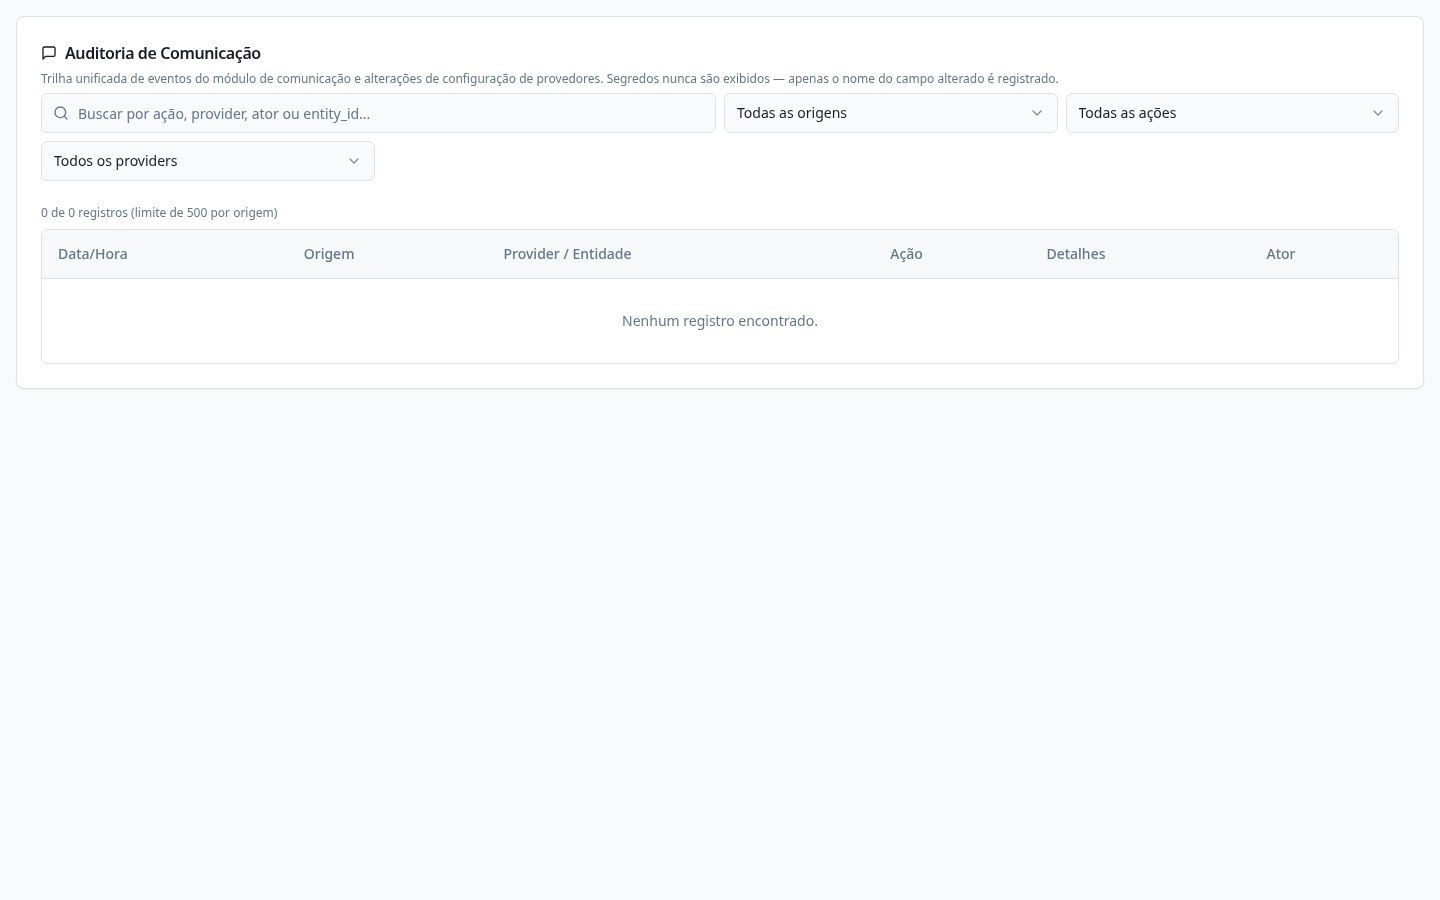 Auditoria de Comunicação
Trilha unificada de eventos do módulo de comunicação e alterações de configuração de provedores. Segredos nunca são exibidos — apenas o nome do campo alterado é registrado.
Buscar por ação, provider, ator ou entity_id...
Todas as origens
Todas as ações
Todos os providers
0 de 0 registros (limite de 500 por origem)
Data/Hora Origem Provider / Entidade Ação Detalhes Ator
Nenhum registro encontrado.